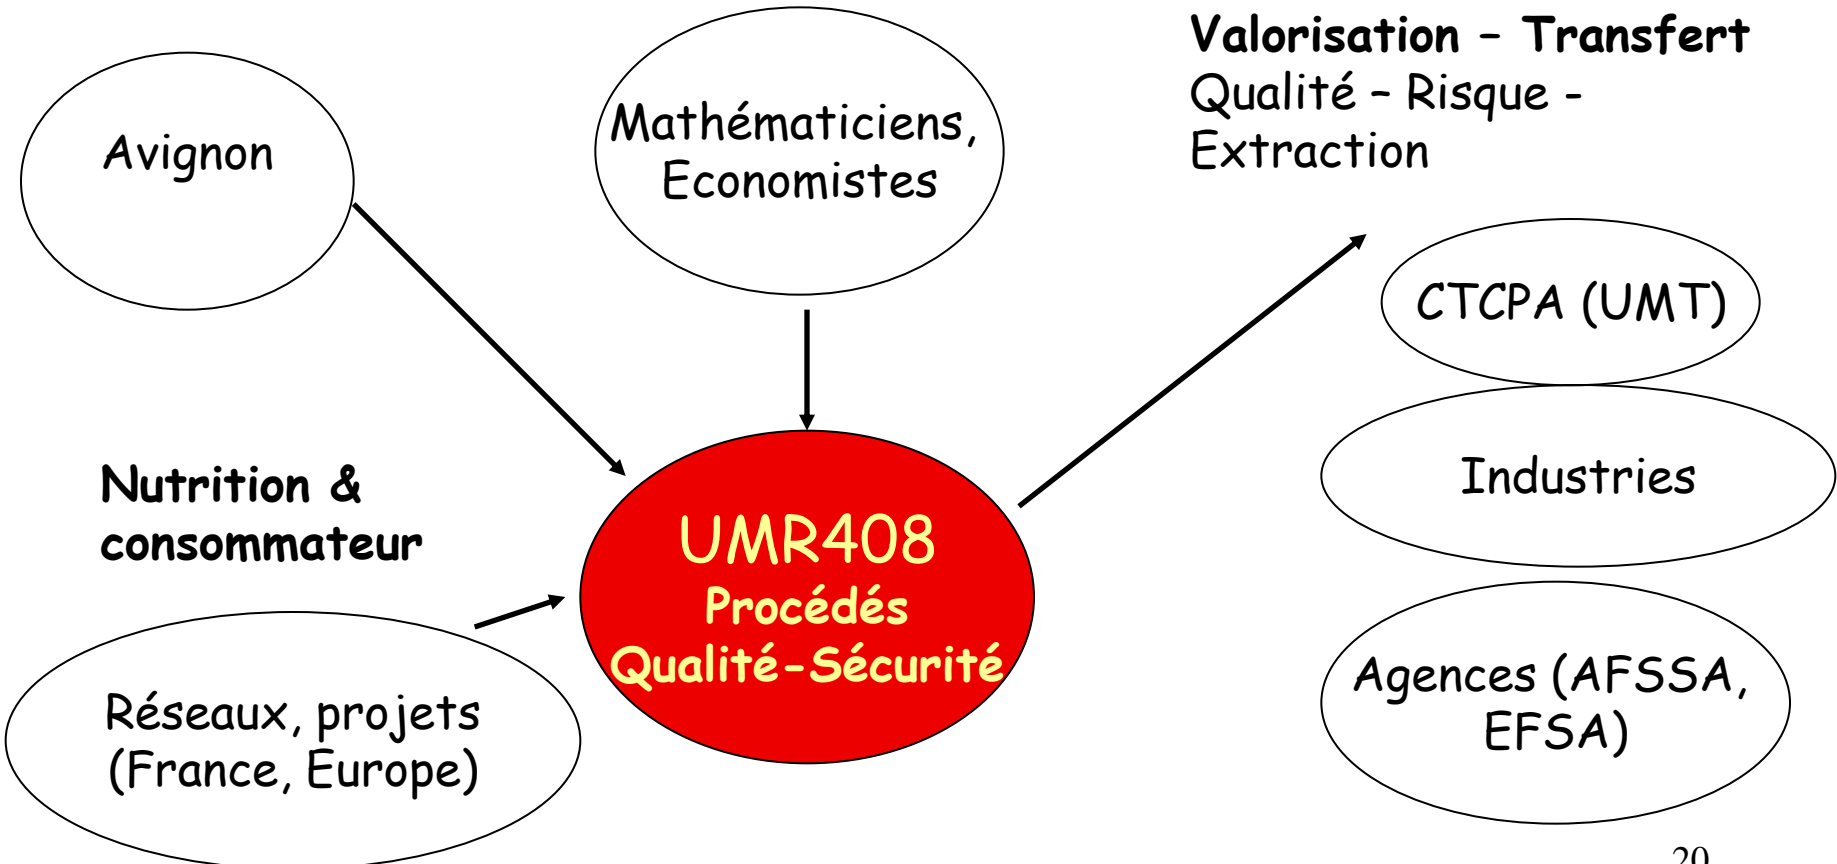 Avignon
Mathématiciens,
Economistes
Valorisation – Transfert
Qualité – Risque -
Extraction
CTCPA (UMT)
Industries
Agences (AFSSA,
EFSA)
Nutrition &
consommateur
Réseaux, projets
(France, Europe)
UMR408
Procédés
Qualité-Sécurité
20